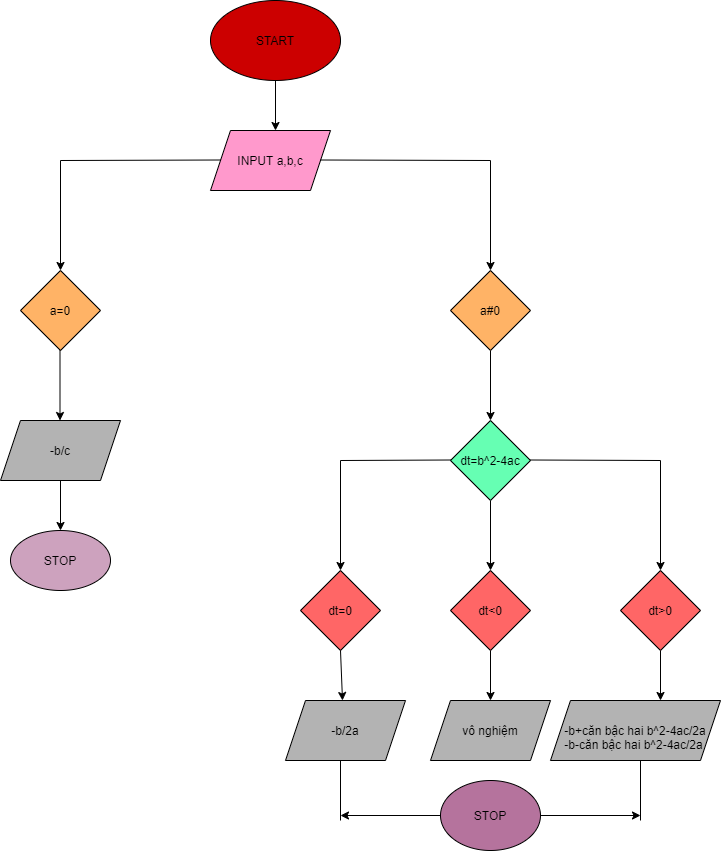 START
INPUT a,b,c
a=0
a#0
-b/c
dt=b^2-4ac
STOP
dt=0
dt<0
dt>0
-b/2a
vô nghiệm
-b+căn bậc hai b^2-4ac/2a
-b-căn bậc hai b^2-4ac/2a
STOP